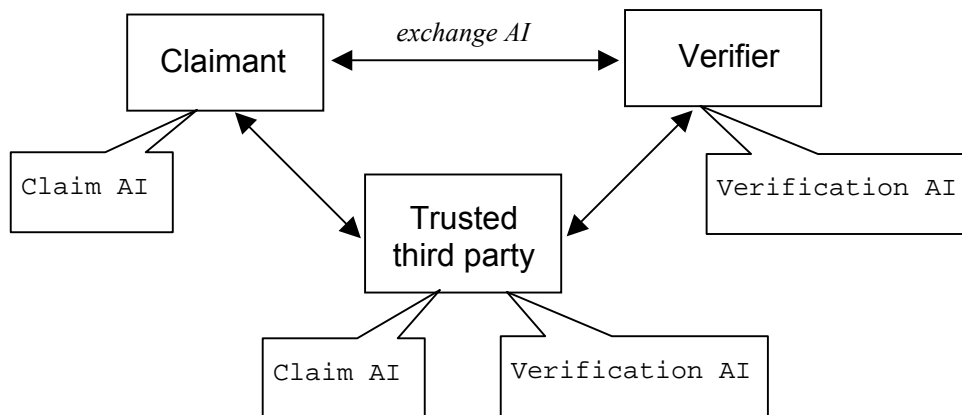 exchange AI
Claimant
Verifier
Claim AI
Verification AI
Trusted
third party
Claim AI
Verification AI